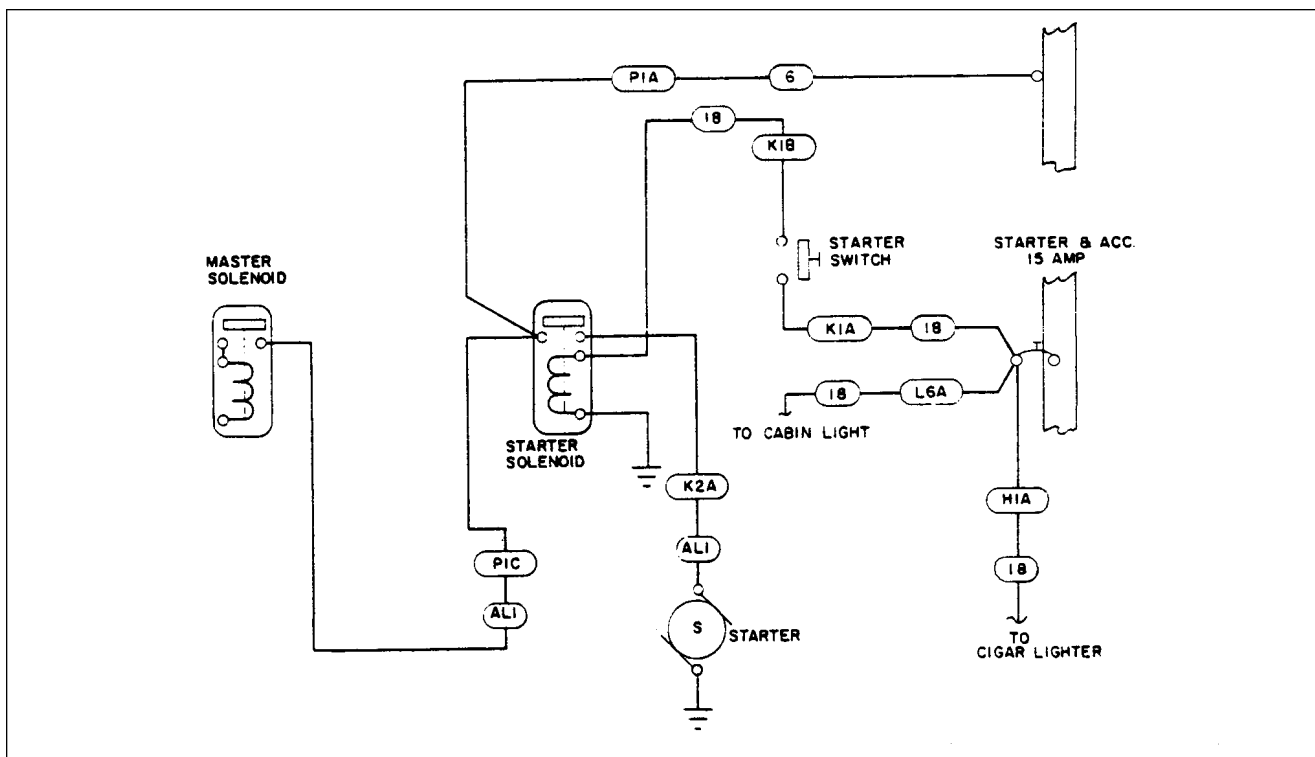 P1A
6
18
K1B
STARTER
SWITCH
STARTER & ACC.
15 AMP
MASTER
SOLENOID
K1A
18
18
L6A
TO CABIN LIGHT
STARTER
SOLENOID
K2A
H1A
AL1
P1C
18
AL1
S
STARTER
TO
CIGAR LIGHTER